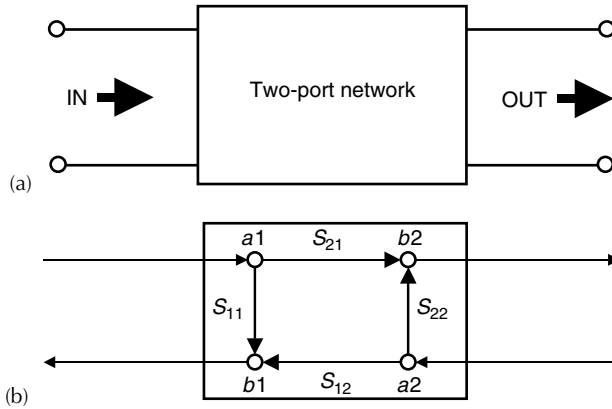 Two-port network
IN
OUT
(a)
a1 S21 b2
S11 S22
b1 S12 a2
(b)